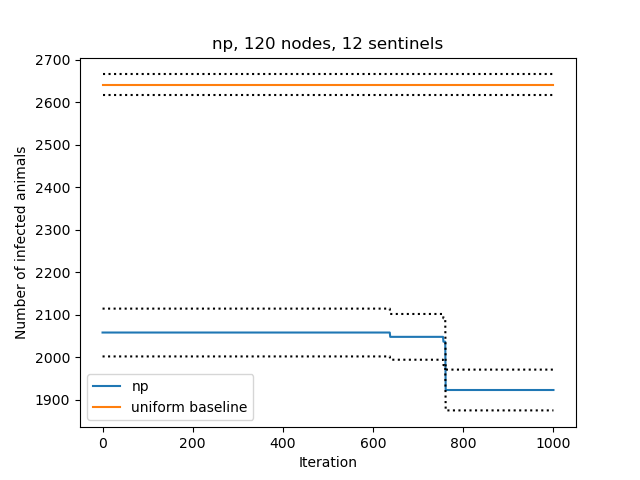 np, 120 nodes, 12 sentinels
2700
2600
2500
2400
2300
2200
2100
2000
1900
Number of infected animals
np
uniform baseline
0 200 400 600 800 1000
Iteration